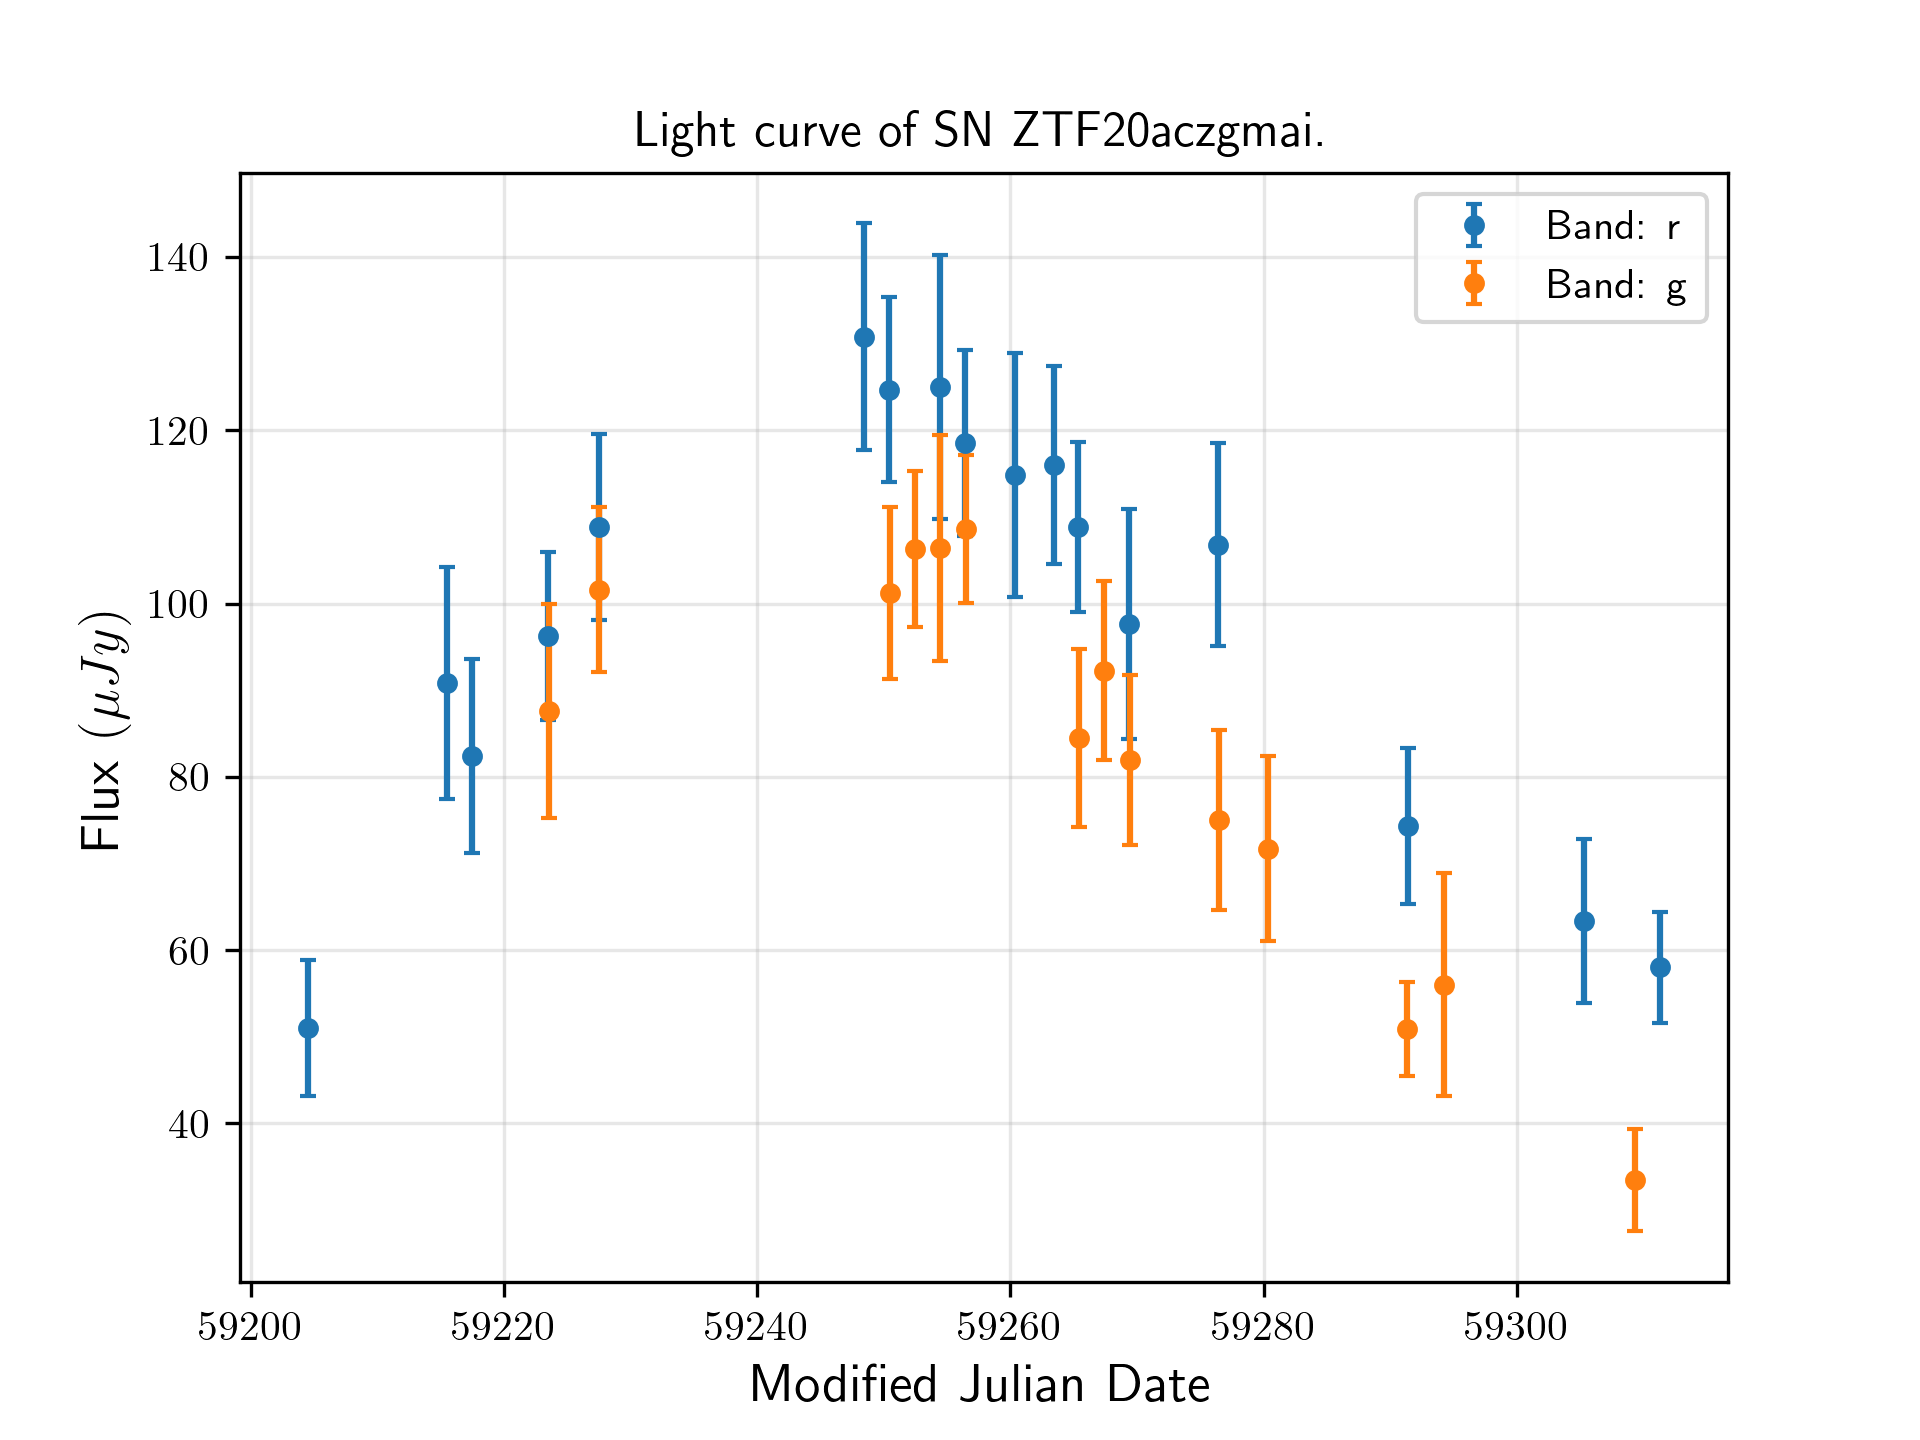 Light curve of SN ZTF20aczgmai.
Band: r
Band: g
140
120
100
80
60
40
Flux (μJy)
59200 59220 59240 59260 59280 59300
Modified Julian Date